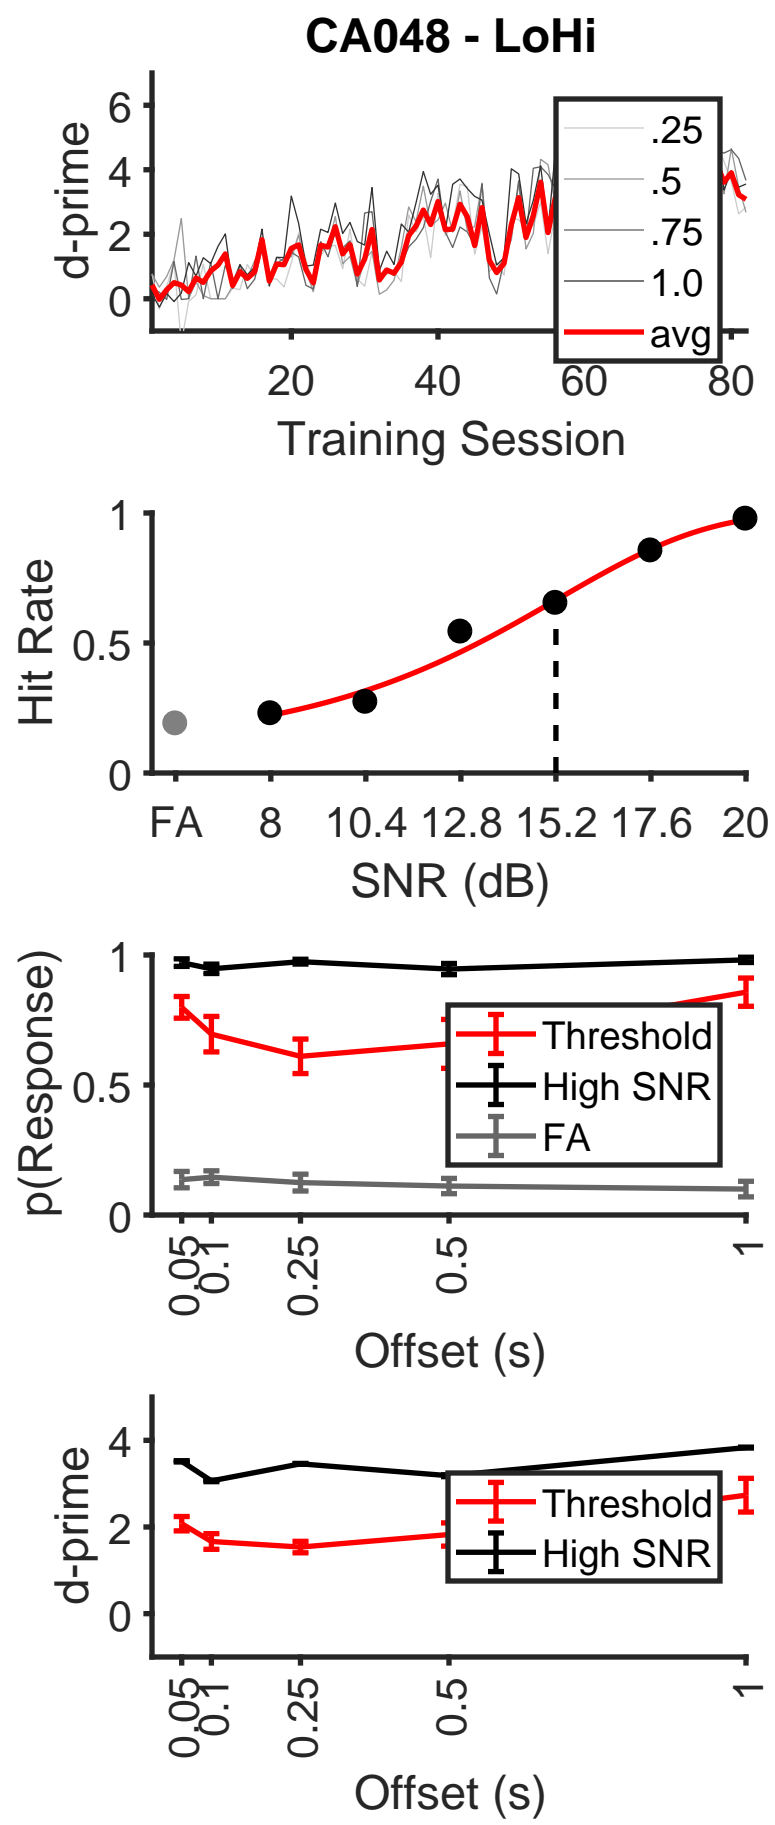 CA048 - LoHi
d-prime
6
4
2
0
.25
.5
.75
1.0
avg
20 40 60 80
Training Session
Hit Rate
1
0.5
0
FA 8 10.4 12.8 15.2 17.6 20
SNR (dB)
p(Response)
1
0.5
0
Threshold
High SNR
FA
0.05 0.1 0.25 0.5 1
Offset (s)
d-prime
4
2
0
Threshold
High SNR
0.05 0.1 0.25 0.5 1
Offset (s)